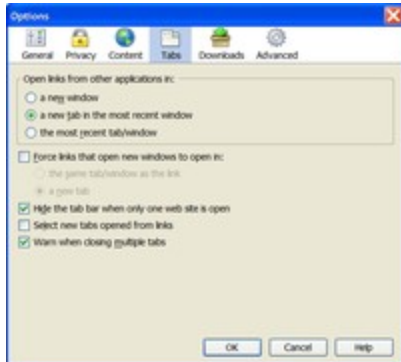 Options
General Privacy Content Tabs Downloads Advanced
Open links from other applications in:
a new window
a new tab in the most recent window
the most recent tab/window
Force links that open new windows to open in:
the same tab/window as the link
a new tab
Hide the tab bar when only one web site is open
Select new tabs opened from links
Warn when closing multiple tabs
OK Cancel Help